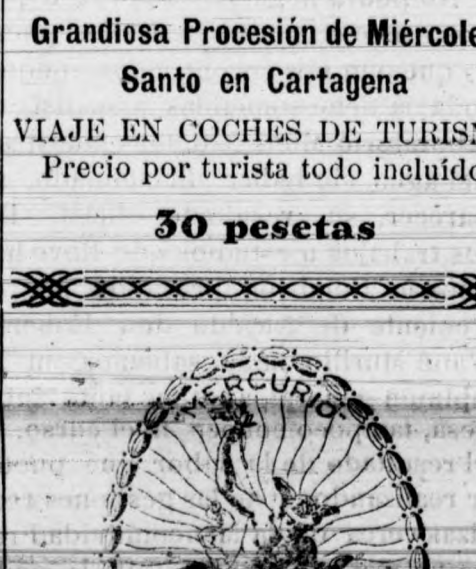 Grandiosa Procesión de Miércole
Santo en Cartagena
VIAJE EN COCHES DE TURISM
Precio por turista todo incluído
30 pesetas
MERCURIO